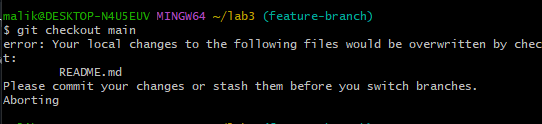 malik@DESKTOP-N4U5EUV MINGW64 ~/lab3 (feature-branch)
$ git checkout main
error: Your local changes to the following files would be overwritten by chec
t:
        README.md
Please commit your changes or stash them before you switch branches.
Aborting